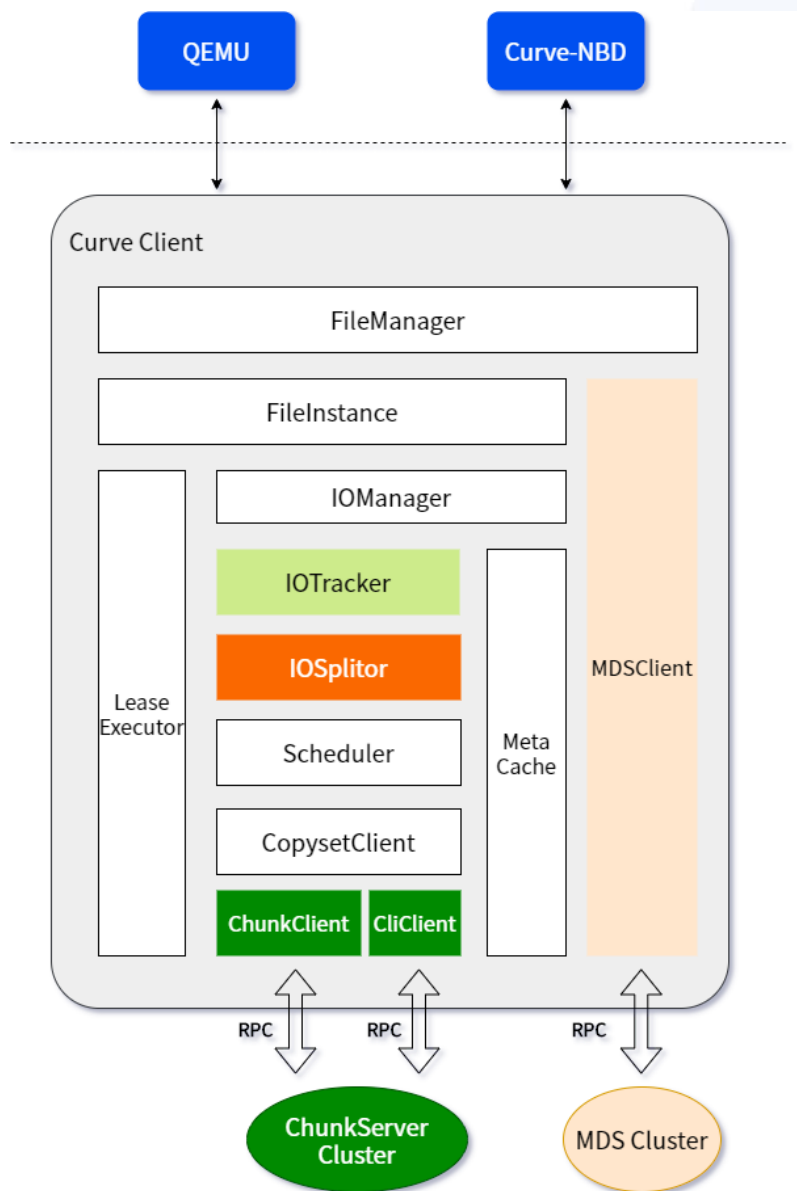 QEMU
Curve-NBD
Curve Client
FileManager
FileInstance
IOManager
IOTracker
IOSplitor
MDSClient
Lease
Executor
Scheduler
Meta
Cache
CopysetClient
ChunkClient
CliClient
RPC
RPC
RPC
ChunkServer
Cluster
MDS Cluster